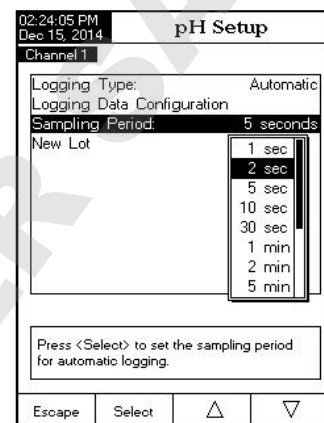 02:24:05 PM
Dec 15, 2014
pH Setup
Channel 1
Logging Type: Automatic
Logging Data Configuration
Sampling Period: 5 seconds
New Lot
1 sec
2 sec
5 sec
10 sec
30 sec
1 min
2 min
5 min
Press <Select> to set the sampling period
for automatic logging.
Escape Select △ ▽